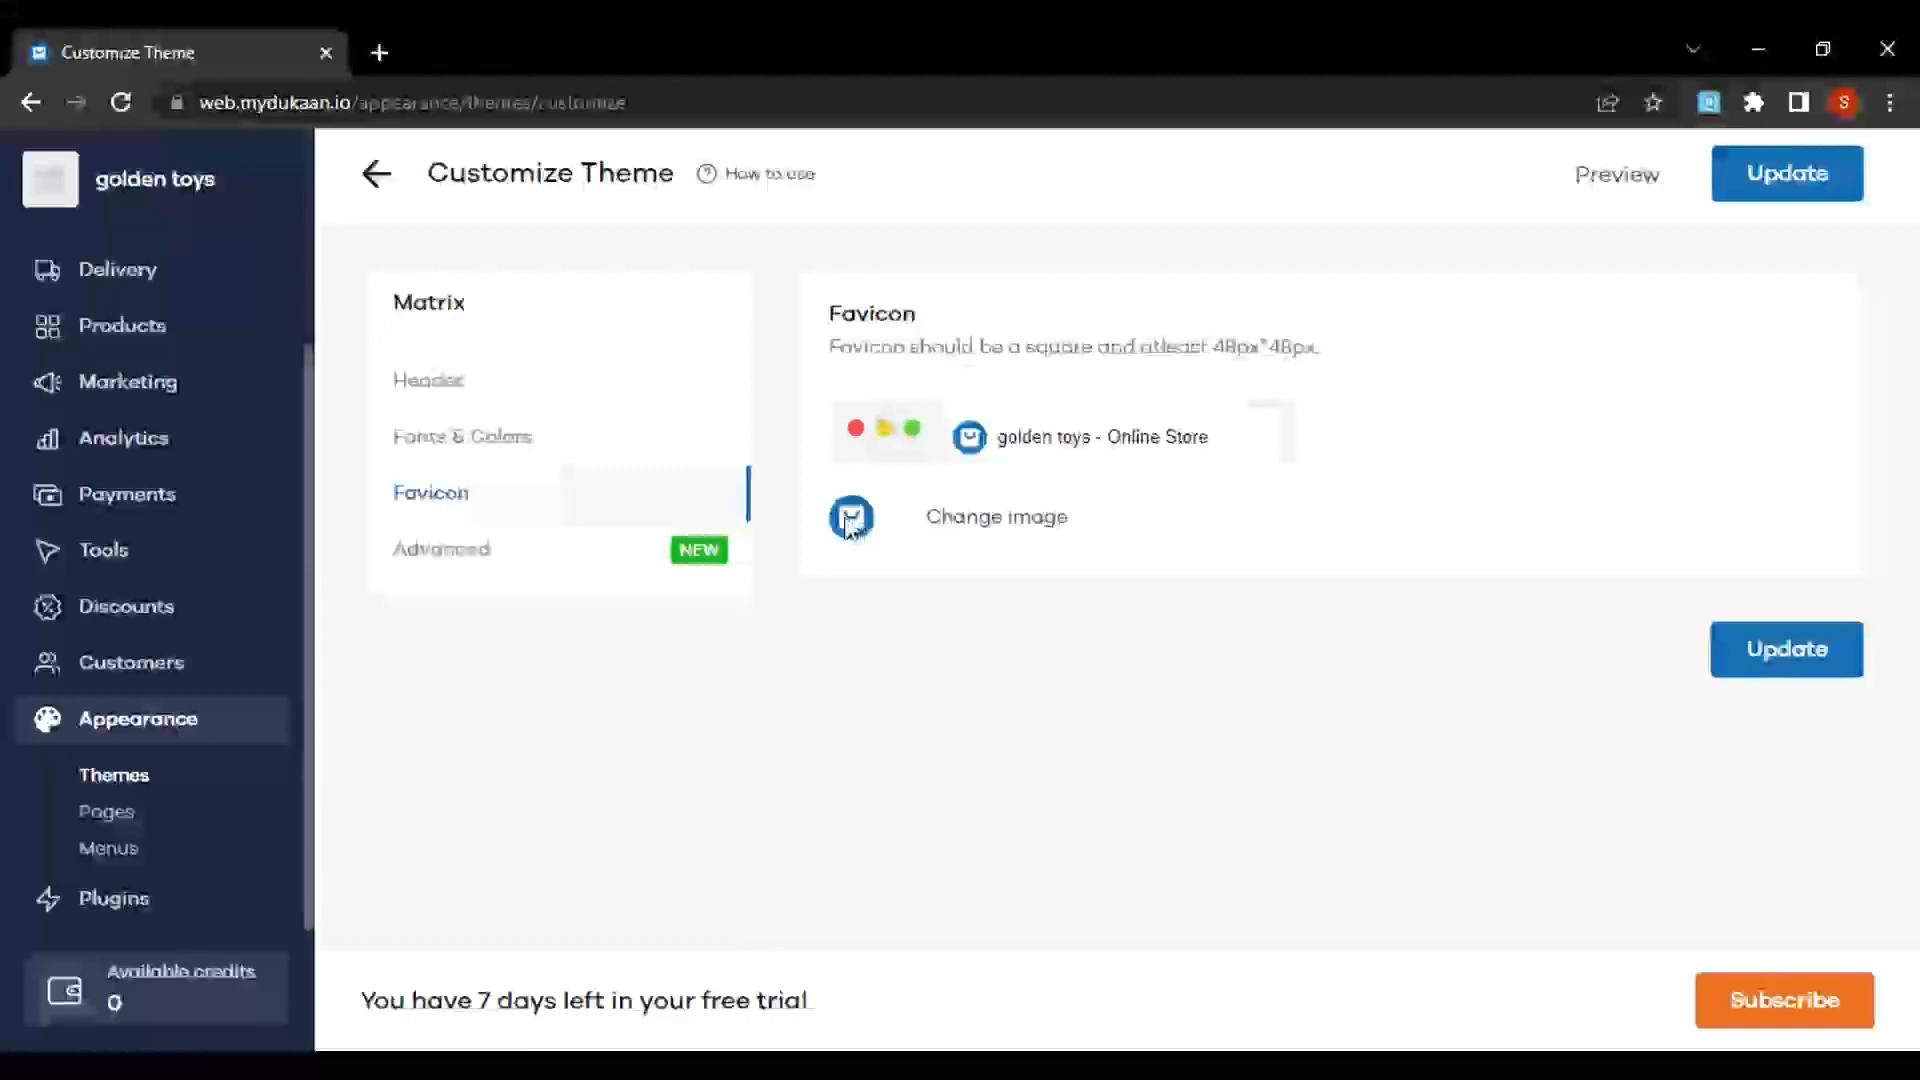 Customize Theme
web.mydukaan.io/appearance/themes/customize
S
golden toys
Customize Theme
How to use
Preview
Update
Delivery
Products
Marketing
Analytics
Payments
Tools
Discounts
Customers
Appearance
Themes
Pages
Menus
Plugins
Available credits
0
Matrix
Header
Fonts & Colors
Favicon
Advanced
NEW
Favicon
Favicon should be a square and atleast 48px*48px.
golden toys - Online Store
Change image
Update
You have 7 days left in your free trial
Subscribe